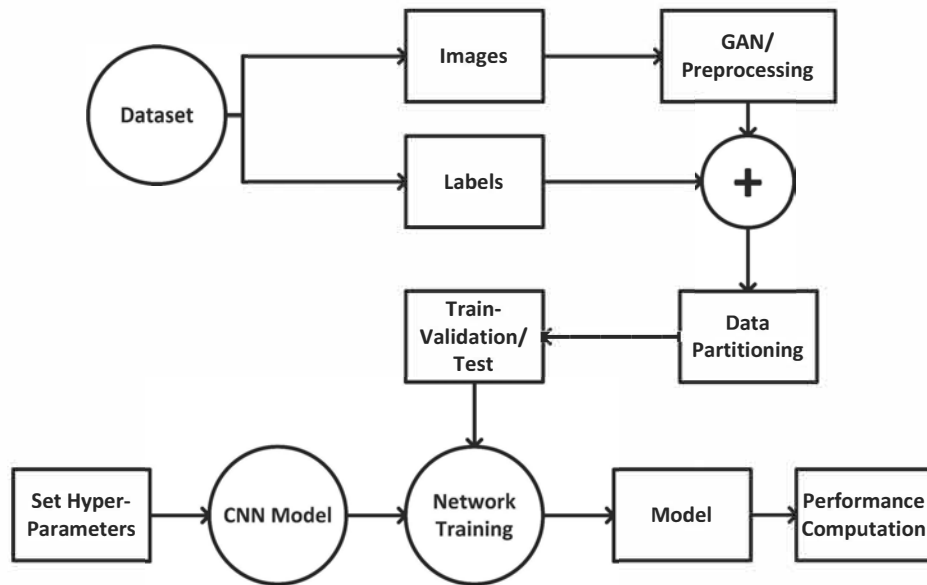 Dataset
Images
GAN/
Preprocessing
Labels
+
Train-
Validation/
Test
Data
Partitioning
Set Hyper-
Parameters
CNN Model
Network
Training
Model
Performance
Computation